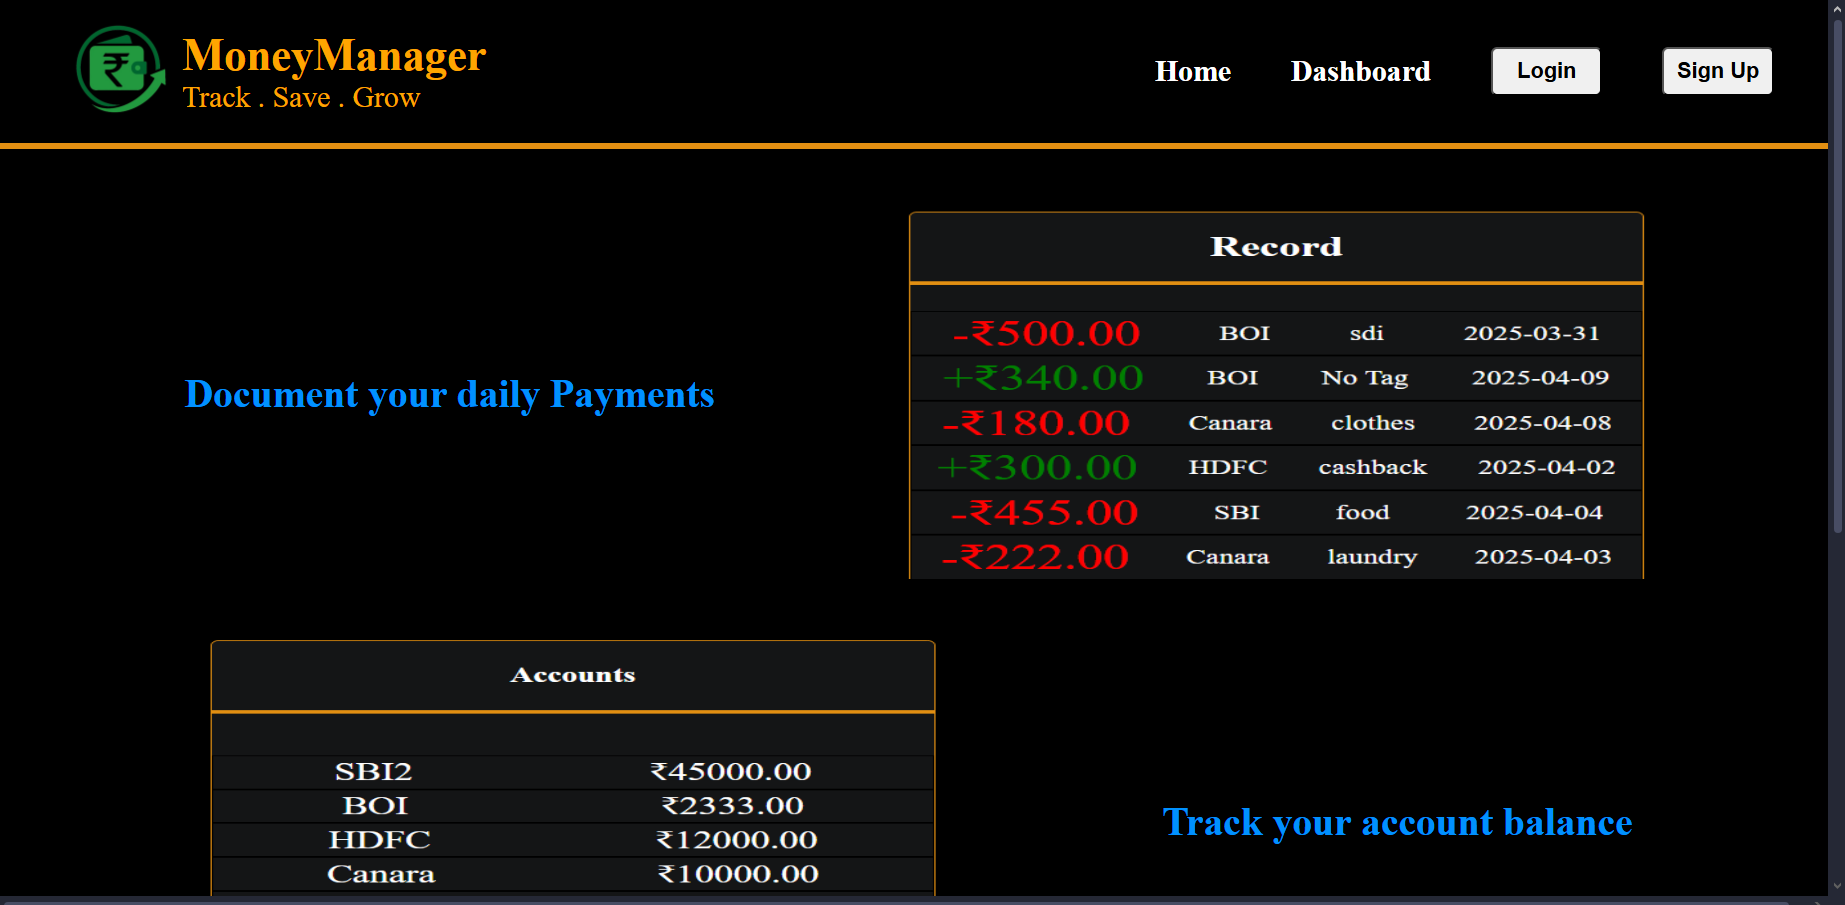 MoneyManager
Track . Save . Grow
Home Dashboard Login Sign Up
Record
-₹500.00 BOI sdi 2025-03-31
+₹340.00 BOI No Tag 2025-04-09
-₹180.00 Canara clothes 2025-04-08
+₹300.00 HDFC cashback 2025-04-02
-₹455.00 SBI food 2025-04-04
-₹222.00 Canara laundry 2025-04-03
Document your daily Payments
Accounts
SBI2 ₹45000.00
BOI ₹2333.00
HDFC ₹12000.00
Canara ₹10000.00
Track your account balance